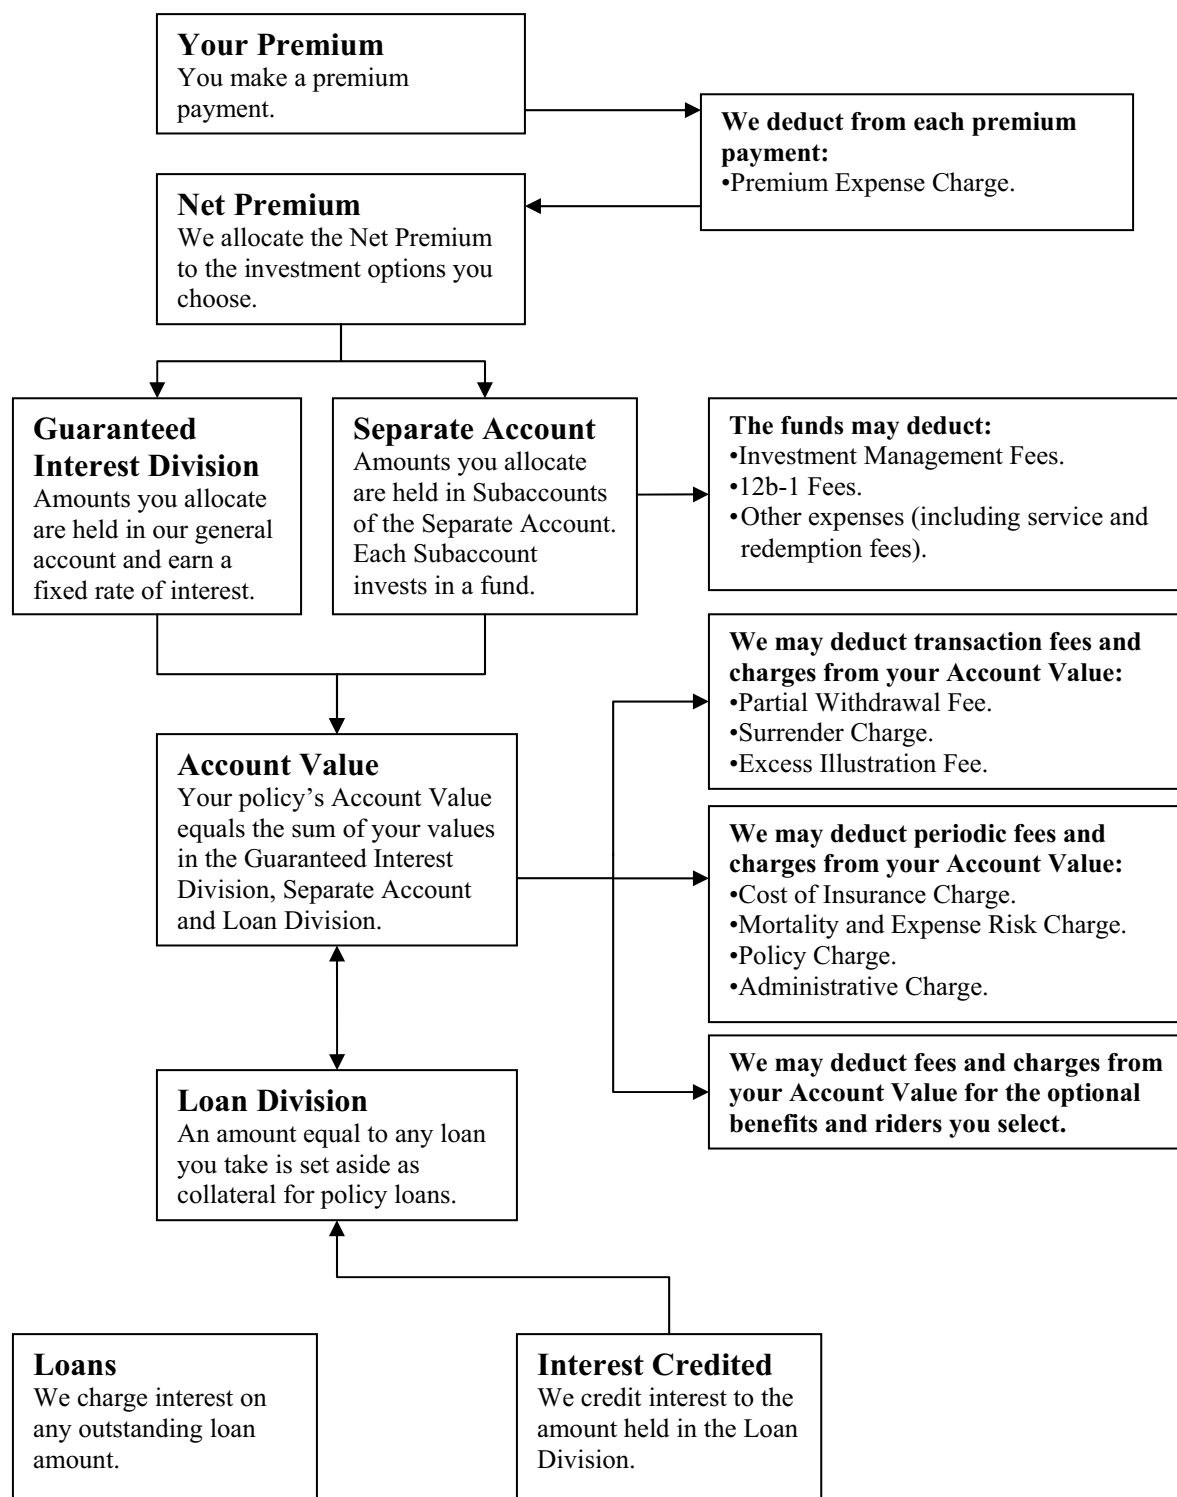 Your Premium
You make a premium
payment.
We deduct from each premium
payment:
•Premium Expense Charge.
Net Premium
We allocate the Net Premium
to the investment options you
choose.
Guaranteed
Interest Division
Amounts you allocate
are held in our general
account and earn a
fixed rate of interest.
Separate Account
Amounts you allocate
are held in Subaccounts
of the Separate Account.
Each Subaccount
invests in a fund.
The funds may deduct:
•Investment Management Fees.
•12b-1 Fees.
•Other expenses (including service and
redemption fees).
We may deduct transaction fees and
charges from your Account Value:
•Partial Withdrawal Fee.
•Surrender Charge.
•Excess Illustration Fee.
Account Value
Your policy’s Account Value
equals the sum of your values
in the Guaranteed Interest
Division, Separate Account
and Loan Division.
We may deduct periodic fees and
charges from your Account Value:
•Cost of Insurance Charge.
•Mortality and Expense Risk Charge.
•Policy Charge.
•Administrative Charge.
We may deduct fees and charges from
your Account Value for the optional
benefits and riders you select.
Loan Division
An amount equal to any loan
you take is set aside as
collateral for policy loans.
Loans
We charge interest on
any outstanding loan
amount.
Interest Credited
We credit interest to the
amount held in the Loan
Division.